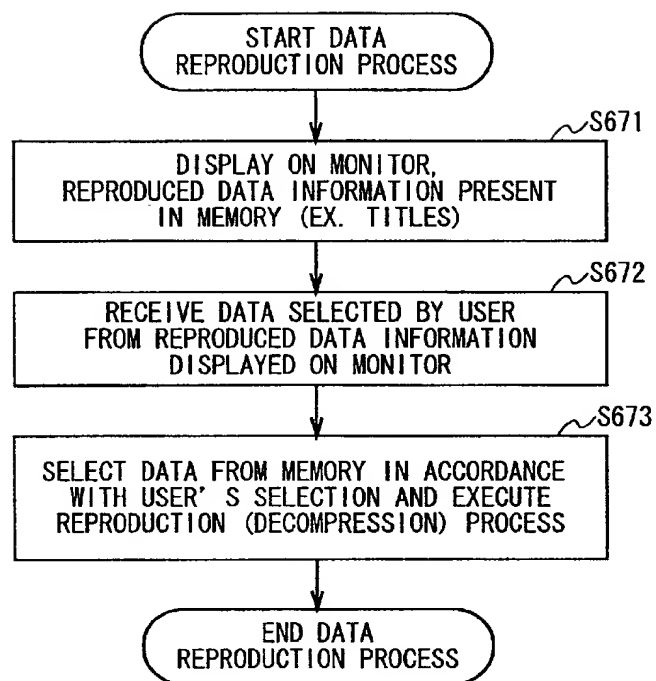 START DATA
REPRODUCTION PROCESS
S671
DISPLAY ON MONITOR,
REPRODUCED DATA INFORMATION PRESENT
IN MEMORY (EX. TITLES)
S672
RECEIVE DATA SELECTED BY USER
FROM REPRODUCED DATA INFORMATION
DISPLAYED ON MONITOR
S673
SELECT DATA FROM MEMORY IN ACCORDANCE
WITH USER' S SELECTION AND EXECUTE
REPRODUCTION (DECOMPRESSION) PROCESS
END DATA
REPRODUCTION PROCESS